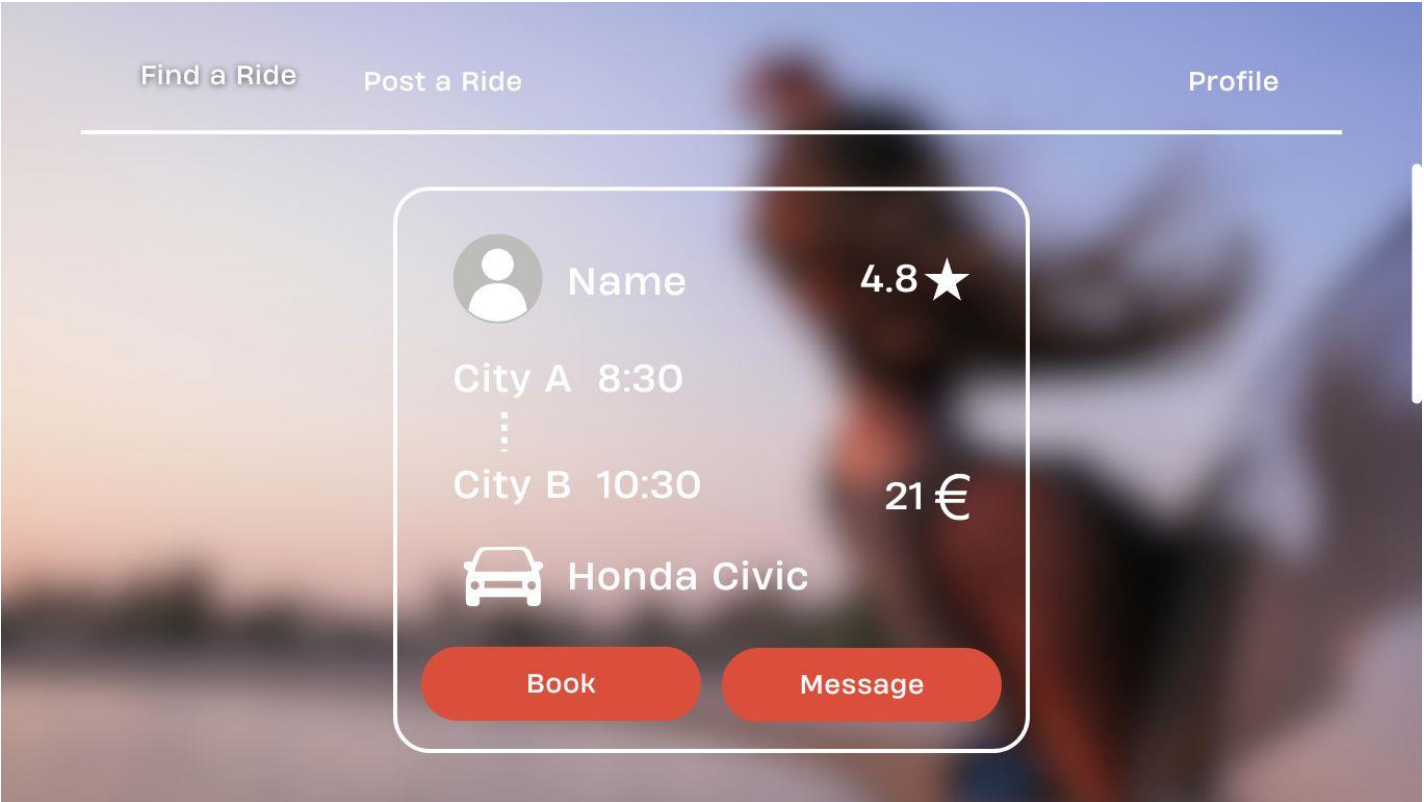 Find a Ride
Post a Ride
Profile
Name
4.8★
City A 8:30
City B 10:30
21 €
Honda Civic
Book
Message